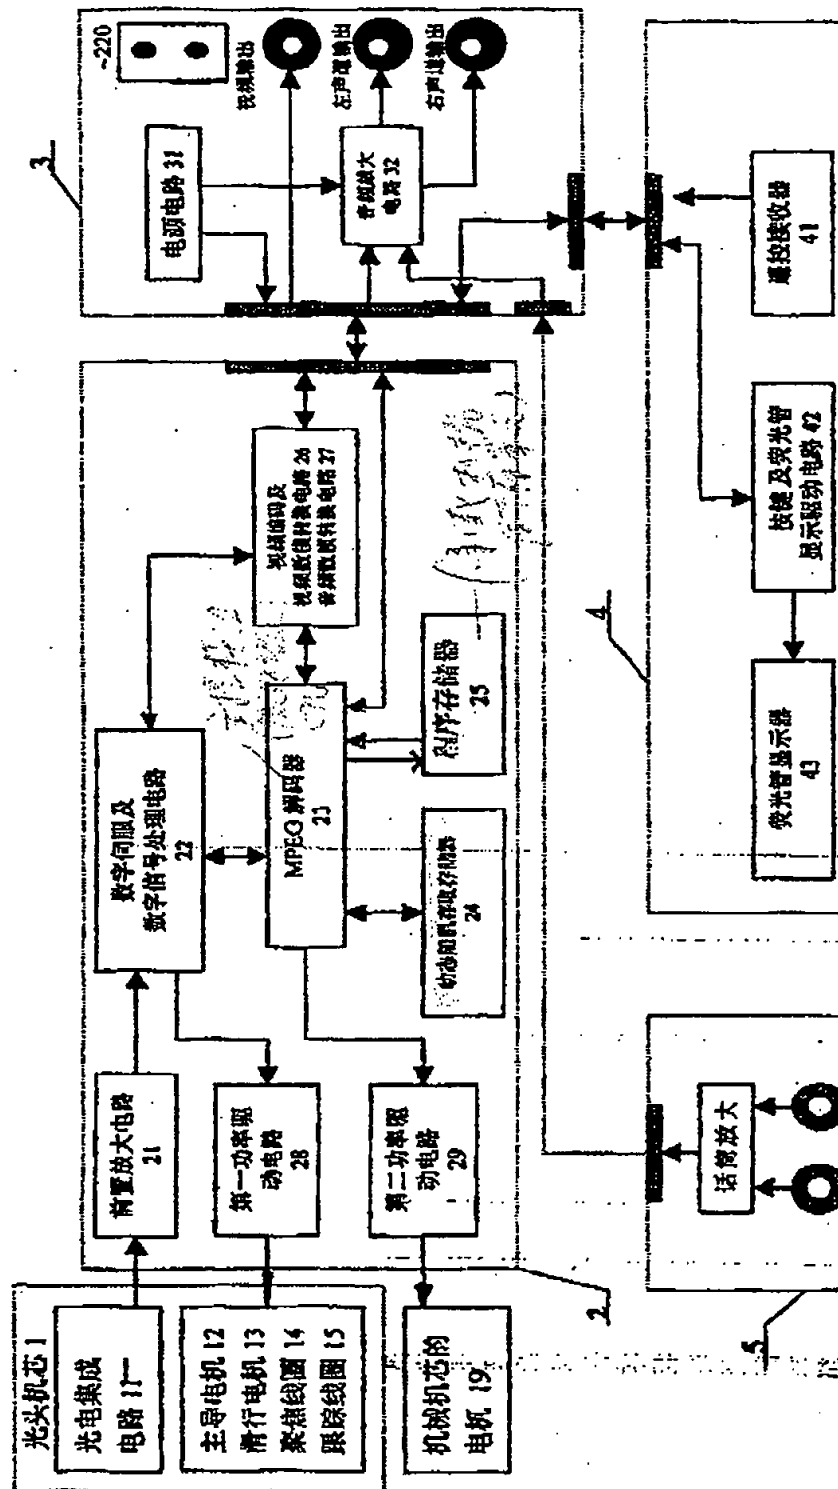 光头机芯 1
光电集成
电路 11
主导电机 12
滑行电机 13
聚焦线圈 14
跟踪线圈 15
机械机芯的
电机 19
前置放大电路
21
第一功率驱
动电路
28
第二功率驱
动电路
29
2
数字伺服及
数字信号处理电路
22
MPEG 解码器
23
动态随机存取存储器
24
程序存储器
25
视频编码及
视频数模转换电路 26
音频数模转换电路 27
3
电源电路 31
音频放大
电路 32
~220
视频输出
左声道输出
右声道输出
5
话筒放大
4
荧光管显示器
43
按键及荧光管
显示驱动电路 42
遥控接收器
41